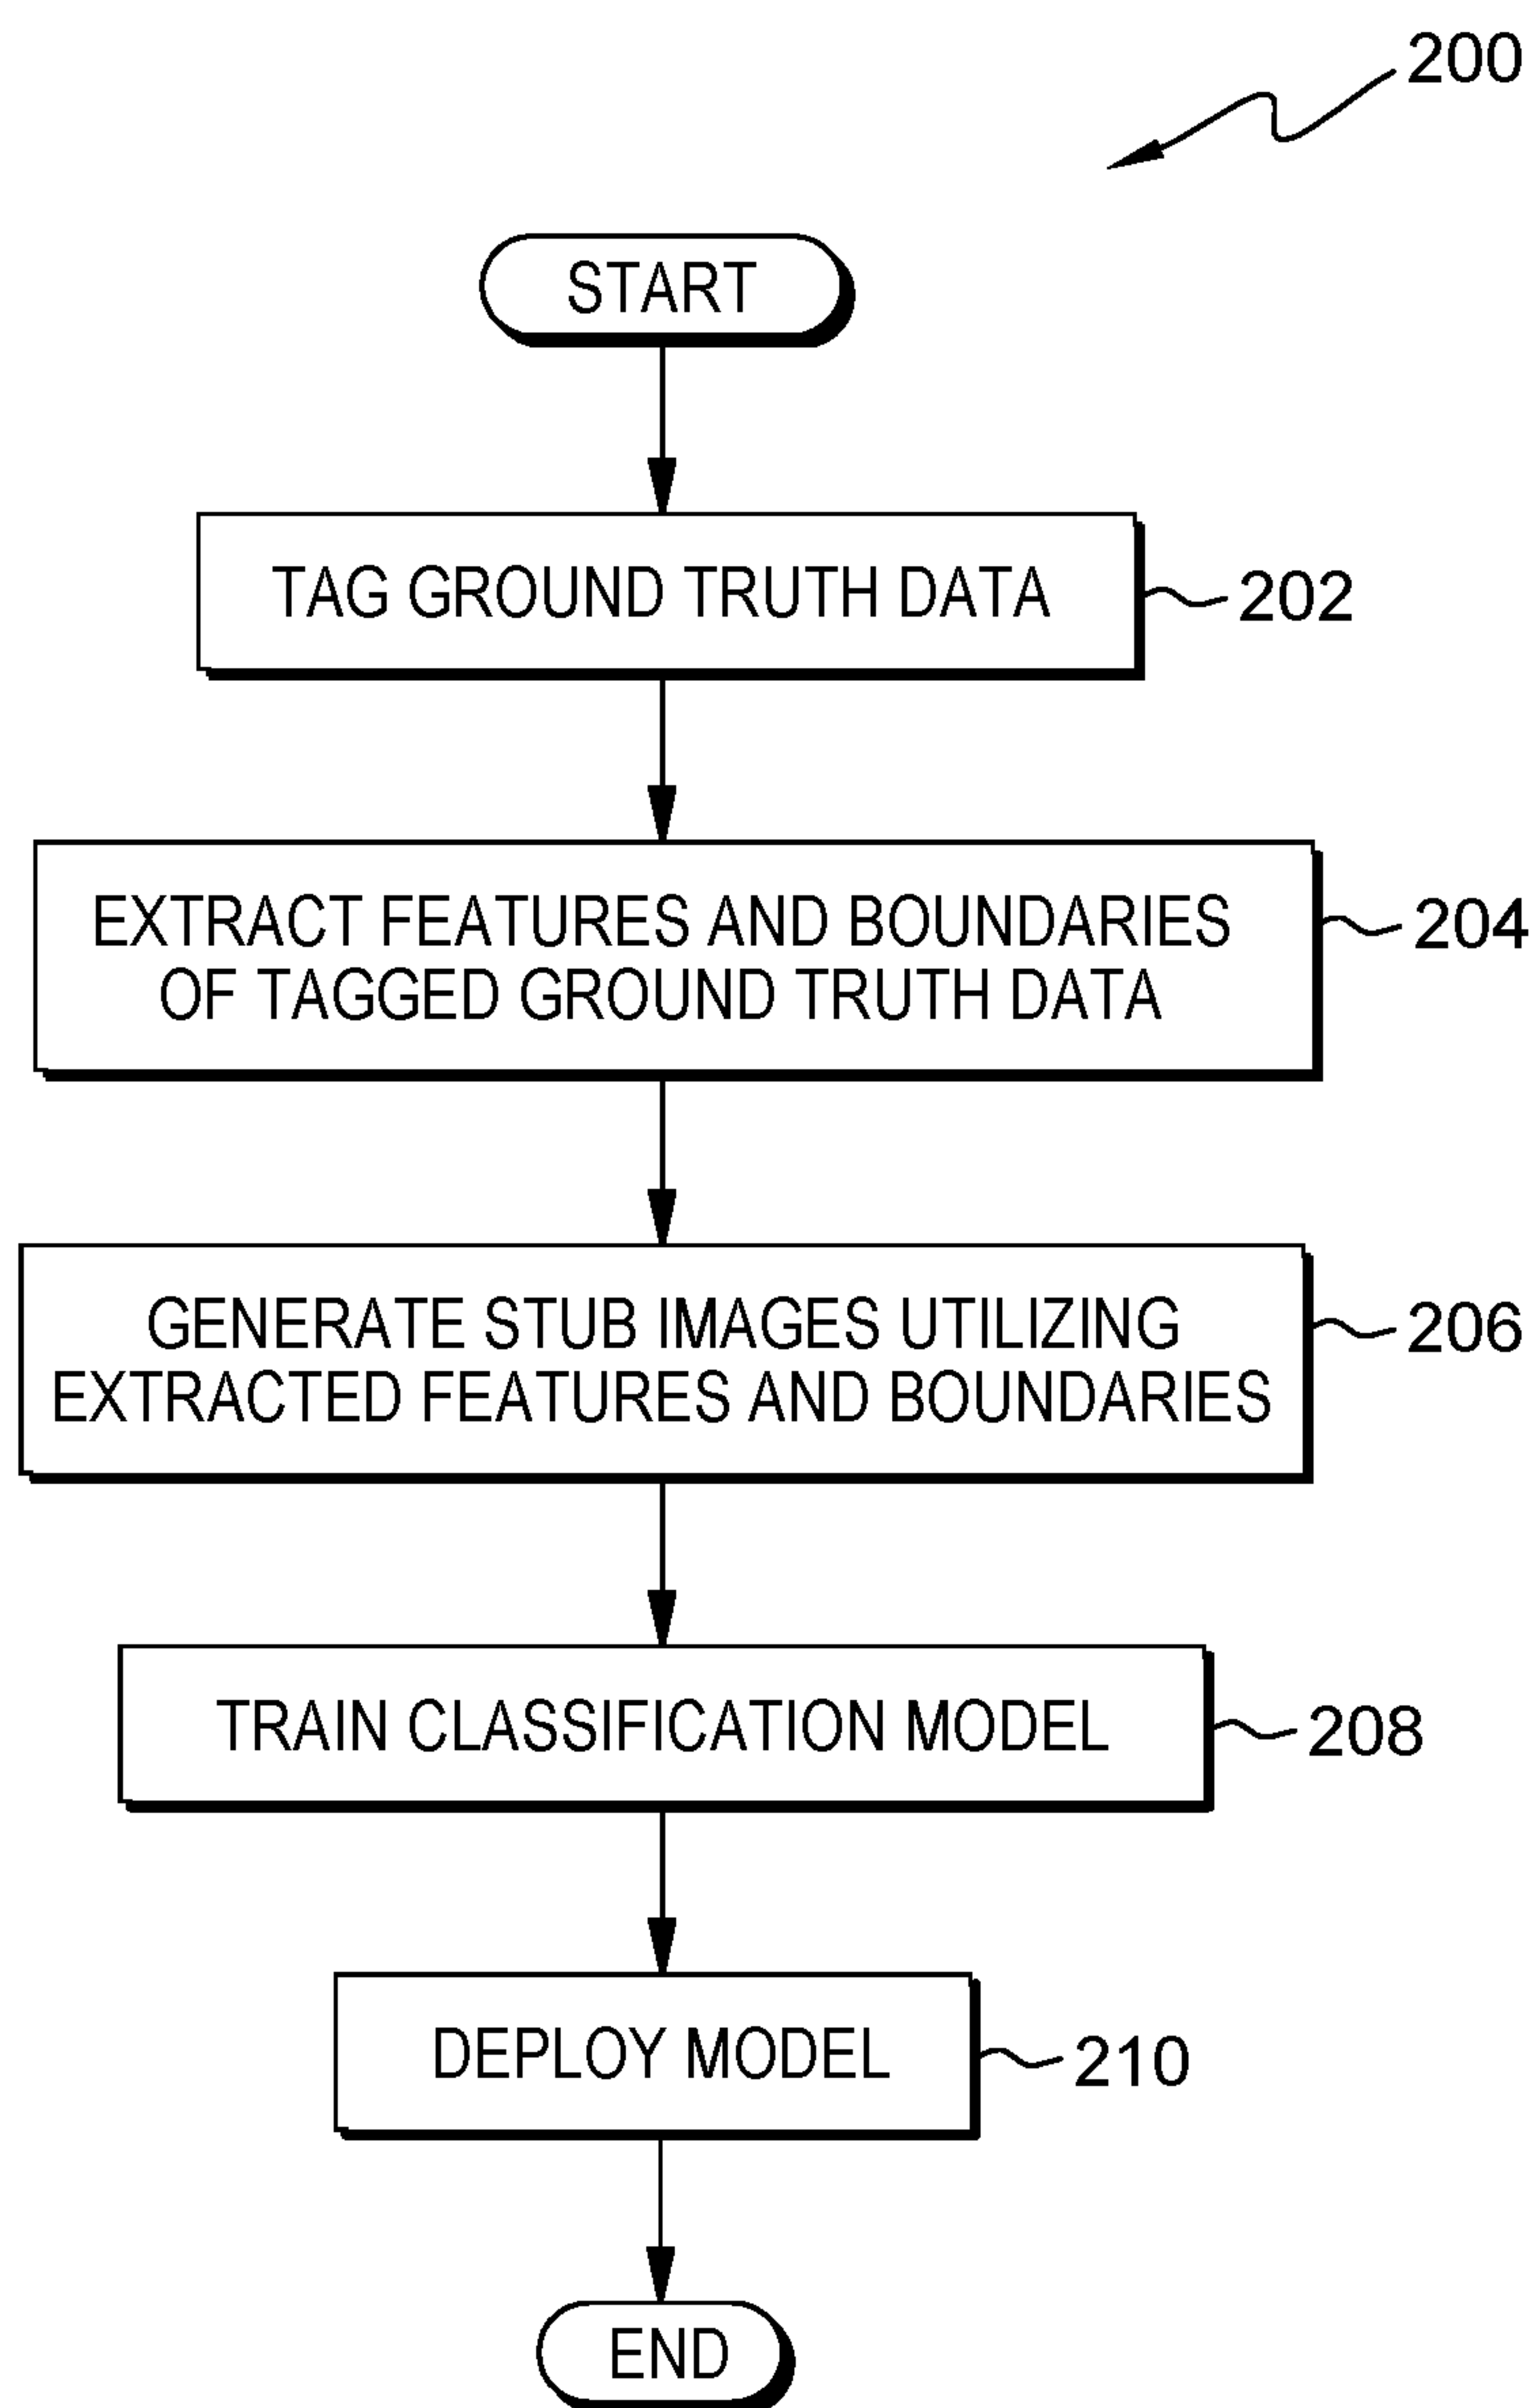 200
START
TAG GROUND TRUTH DATA
202
EXTRACT FEATURES AND BOUNDARIES
OF TAGGED GROUND TRUTH DATA
204
GENERATE STUB IMAGES UTILIZING
EXTRACTED FEATURES AND BOUNDARIES
206
TRAIN CLASSIFICATION MODEL
208
DEPLOY MODEL
210
END